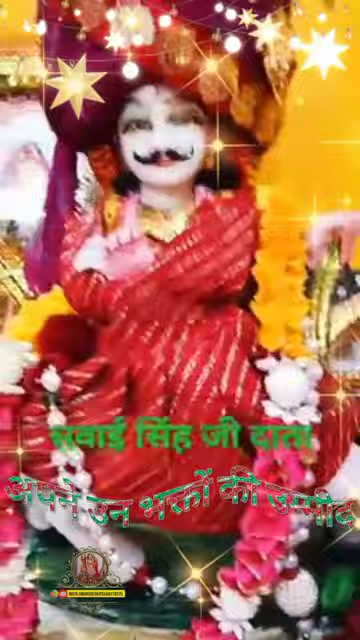 सवाई सिंह जी दाता
अपने उन भक्तों की उम्मीद